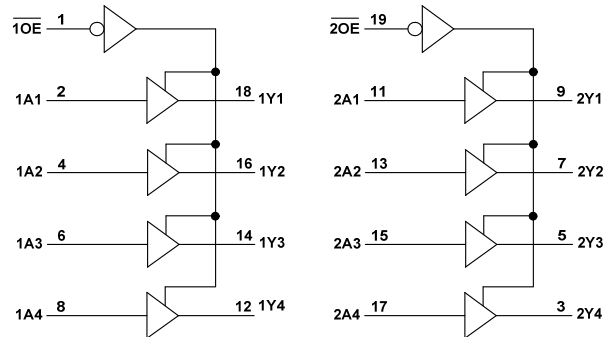 1OE 1
1A1 2 18 1Y1
1A2 4 16 1Y2
1A3 6 14 1Y3
1A4 8 12 1Y4
2OE 19
2A1 11 9 2Y1
2A2 13 7 2Y2
2A3 15 5 2Y3
2A4 17 3 2Y4